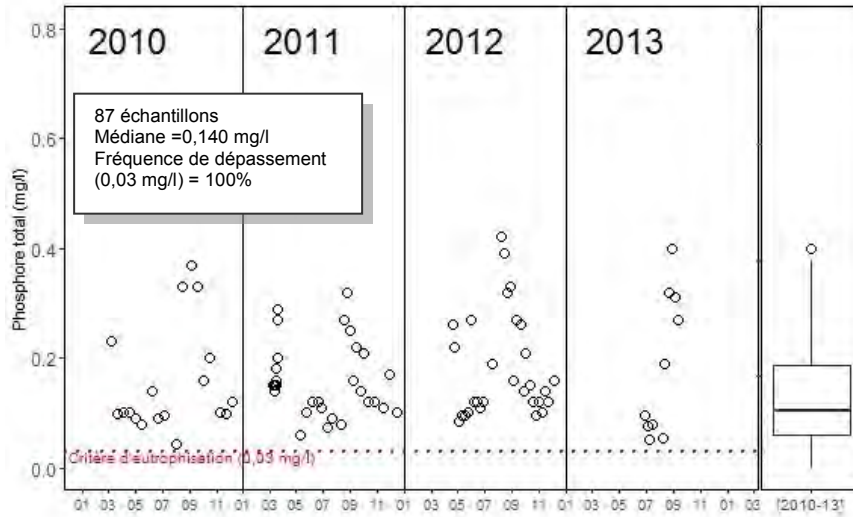 2010 2011 2012 2013
87 échantillons
Médiane =0,140 mg/l
Fréquence de dépassement
(0,03 mg/l) = 100%
Phosphore total (mg/l)
0.8
0.6
0.4
0.2
0.0
Critère d'eutrophisation (0,03 mg/l)
01 03 05 07 09 11 01 03 05 07 09 11 01 03 05 07 09 11 01 03 05 07 09 11 01 03
[2010-13]